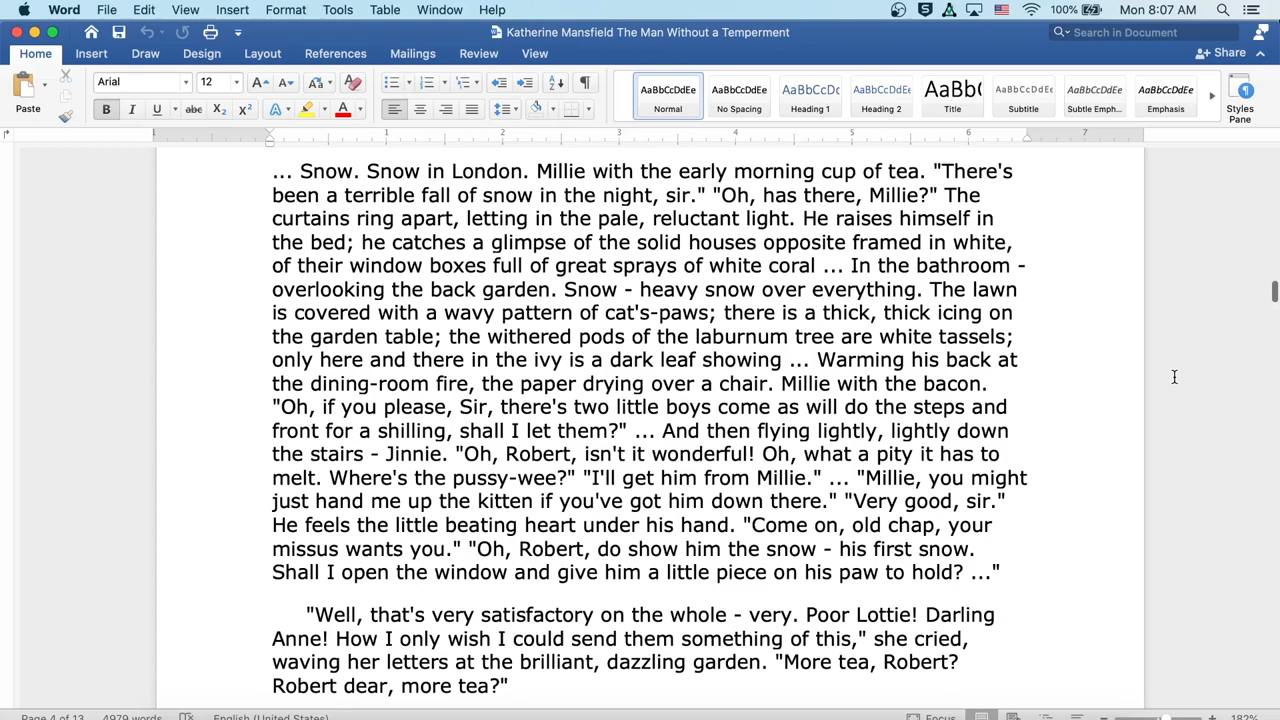 Word File Edit View Insert Format Tools Table Window Help 100% Mon 8:07 AM
Katherine Mansfield The Man Without a Temperment Search in Document
Home Insert Draw Design Layout References Mailings Review View Share
Arial 12 AaBbCcDdEe AaBbCcDdEe AaBbCcDc AaBbCcDdEe AaBb( AaBbCcDdEe AaBbCcDdEe AaBbCcDdEe
Paste B I U abc X₂ X² A A Normal No Spacing Heading 1 Heading 2 Title Subtitle Subtle Emph... Emphasis Styles Pane
1 1 2 3 4 5 6 7
... Snow. Snow in London. Millie with the early morning cup of tea. "There's
been a terrible fall of snow in the night, sir." "Oh, has there, Millie?" The
curtains ring apart, letting in the pale, reluctant light. He raises himself in
the bed; he catches a glimpse of the solid houses opposite framed in white,
of their window boxes full of great sprays of white coral ... In the bathroom -
overlooking the back garden. Snow - heavy snow over everything. The lawn
is covered with a wavy pattern of cat's-paws; there is a thick, thick icing on
the garden table; the withered pods of the laburnum tree are white tassels;
only here and there in the ivy is a dark leaf showing ... Warming his back at
the dining-room fire, the paper drying over a chair. Millie with the bacon.
"Oh, if you please, Sir, there's two little boys come as will do the steps and
front for a shilling, shall I let them?" ... And then flying lightly, lightly down
the stairs - Jinnie. "Oh, Robert, isn't it wonderful! Oh, what a pity it has to
melt. Where's the pussy-wee?" "I'll get him from Millie." ... "Millie, you might
just hand me up the kitten if you've got him down there." "Very good, sir."
He feels the little beating heart under his hand. "Come on, old chap, your
missus wants you." "Oh, Robert, do show him the snow - his first snow.
Shall I open the window and give him a little piece on his paw to hold? ..."
"Well, that's very satisfactory on the whole - very. Poor Lottie! Darling
Anne! How I only wish I could send them something of this," she cried,
waving her letters at the brilliant, dazzling garden. "More tea, Robert?
Robert dear, more tea?"
Page 4 of 13 4979 words English (United States) Focus 182%